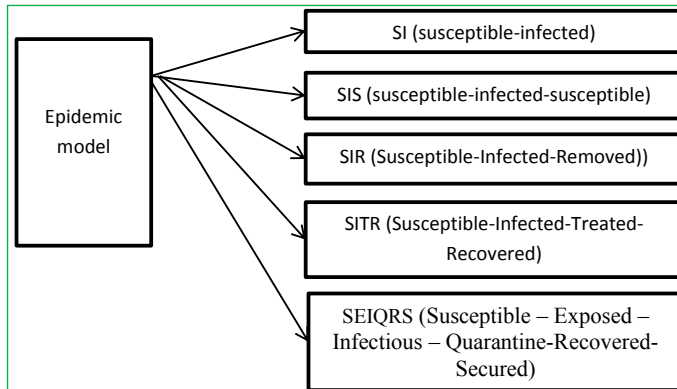 Epidemic
model
SI (susceptible-infected)
SIS (susceptible-infected-susceptible)
SIR (Susceptible-Infected-Removed))
SITR (Susceptible-Infected-Treated-
Recovered)
SEIQRS (Susceptible – Exposed –
Infectious – Quarantine-Recovered-
Secured)